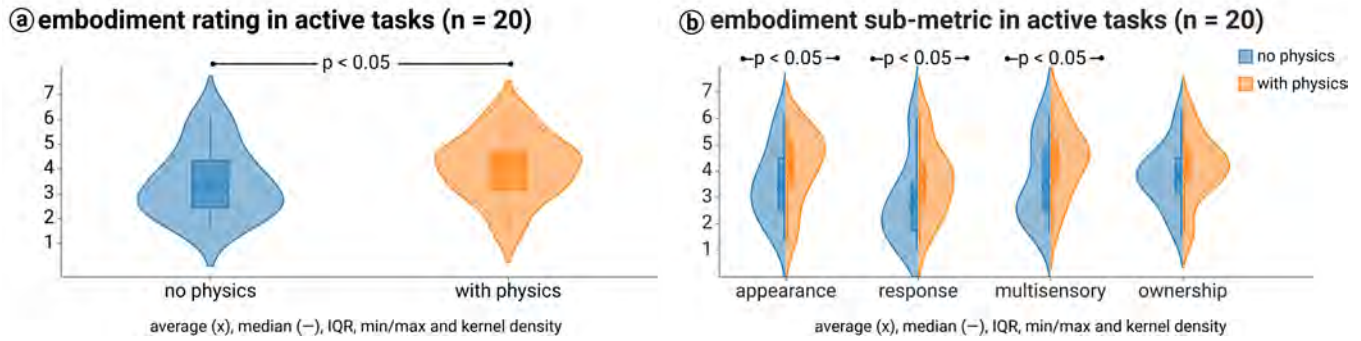 ⓐ embodiment rating in active tasks (n = 20)
p < 0.05
7
6
5
4
3
2
1
no physics
with physics
average (x), median (—), IQR, min/max and kernel density
ⓑ embodiment sub-metric in active tasks (n = 20)
p < 0.05
p < 0.05
p < 0.05
no physics
with physics
7
6
5
4
3
2
1
appearance
response
multisensory
ownership
average (x), median (—), IQR, min/max and kernel density